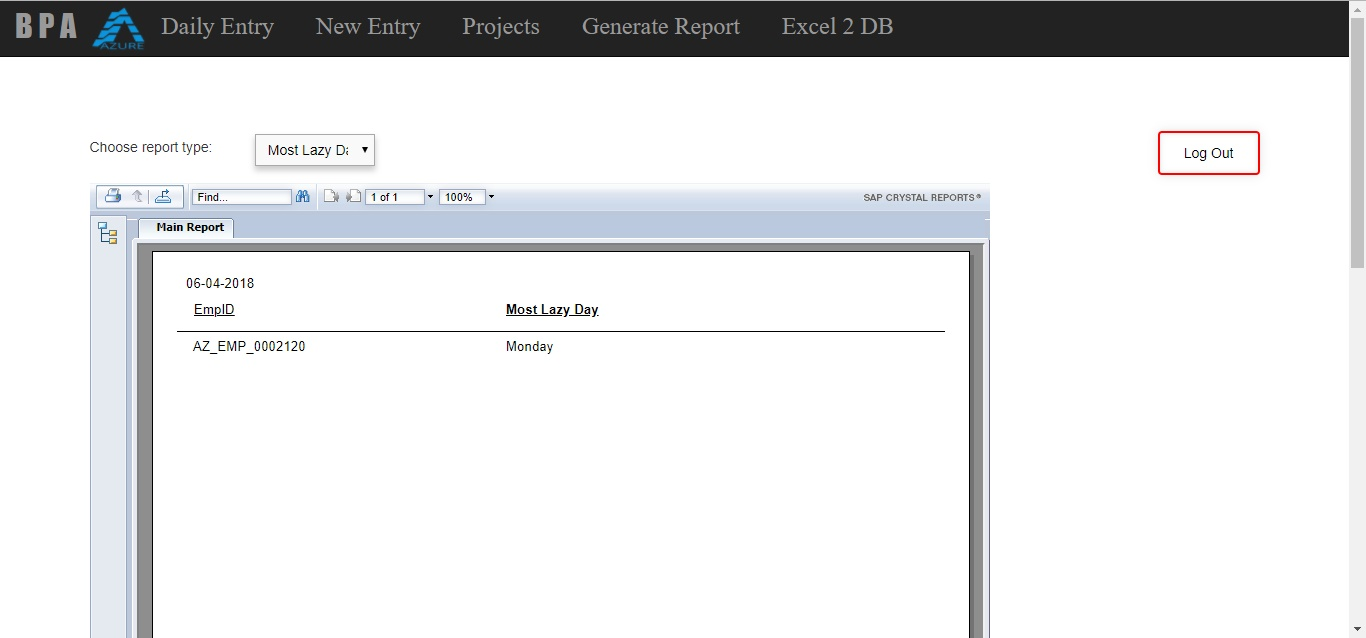 BPA AZURE Daily Entry New Entry Projects Generate Report Excel 2 DB
Choose report type: Most Lazy Da Log Out
Find... 1 of 1 100% SAP CRYSTAL REPORTS®
Main Report
06-04-2018
EmpID Most Lazy Day
AZ_EMP_0002120 Monday